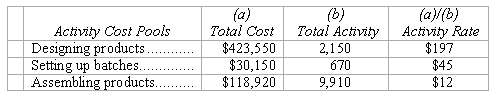 (a) (b) (a)/(b)
Activity Cost Pools Total Cost Total Activity Activity Rate
Designing products............. $423,550 2,150 $197
Setting up batches............... $30,150 670 $45
Assembling products.......... $118,920 9,910 $12